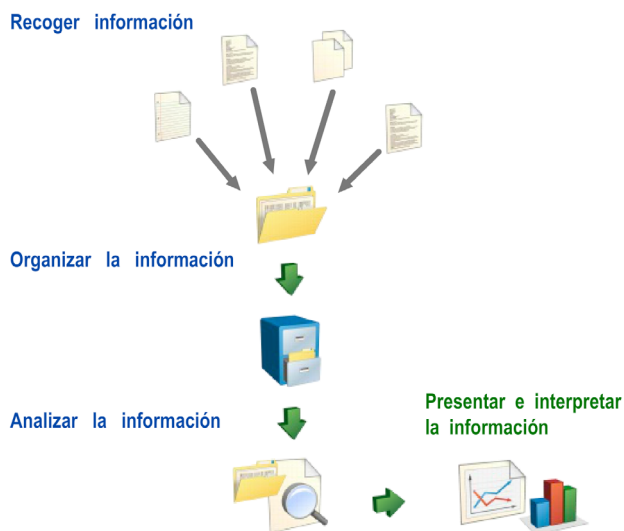 Recoger información
Organizar la información
Analizar la información
Presentar e interpretar
la información